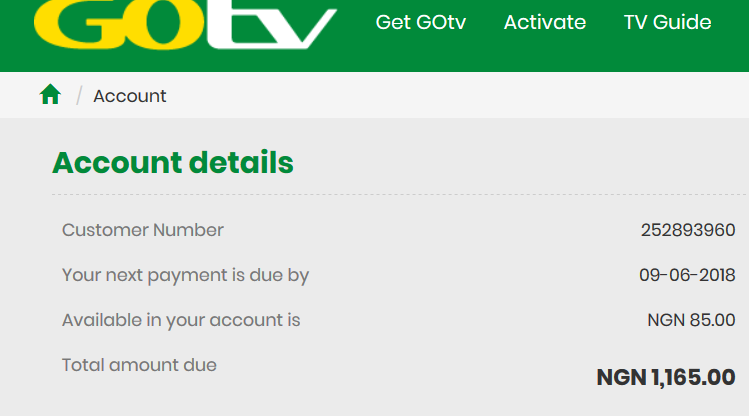 GOtv
Get GOtv Activate TV Guide
/ Account
Account details
Customer Number 252893960
Your next payment is due by 09-06-2018
Available in your account is NGN 85.00
Total amount due NGN 1,165.00